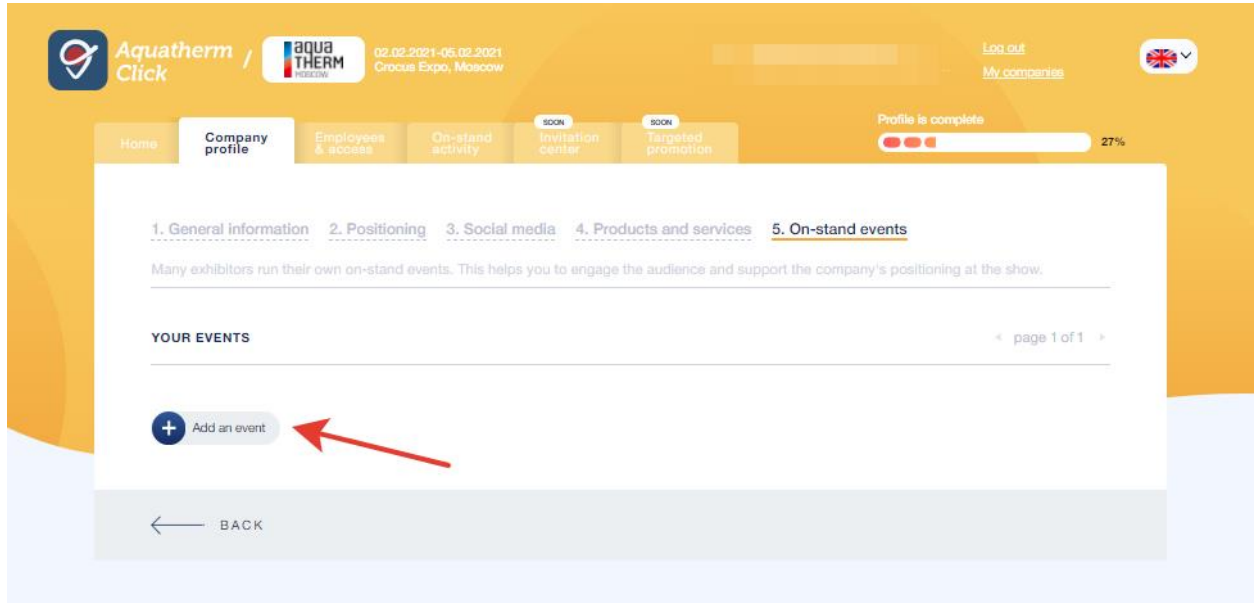 Aquatherm
Click
/
aqua
THERM
MOSCOW
02.02.2021-05.02.2021
Crocus Expo, Moscow
Log out
My companies
Home
Company
profile
Employees
& access
On-stand
activity
SOON
Invitation
center
SOON
Targeted
promotion
Profile is complete
27%
1. General information 2. Positioning 3. Social media 4. Products and services 5. On-stand events
Many exhibitors run their own on-stand events. This helps you to engage the audience and support the company's positioning at the show.
YOUR EVENTS
page 1 of 1
Add an event
BACK